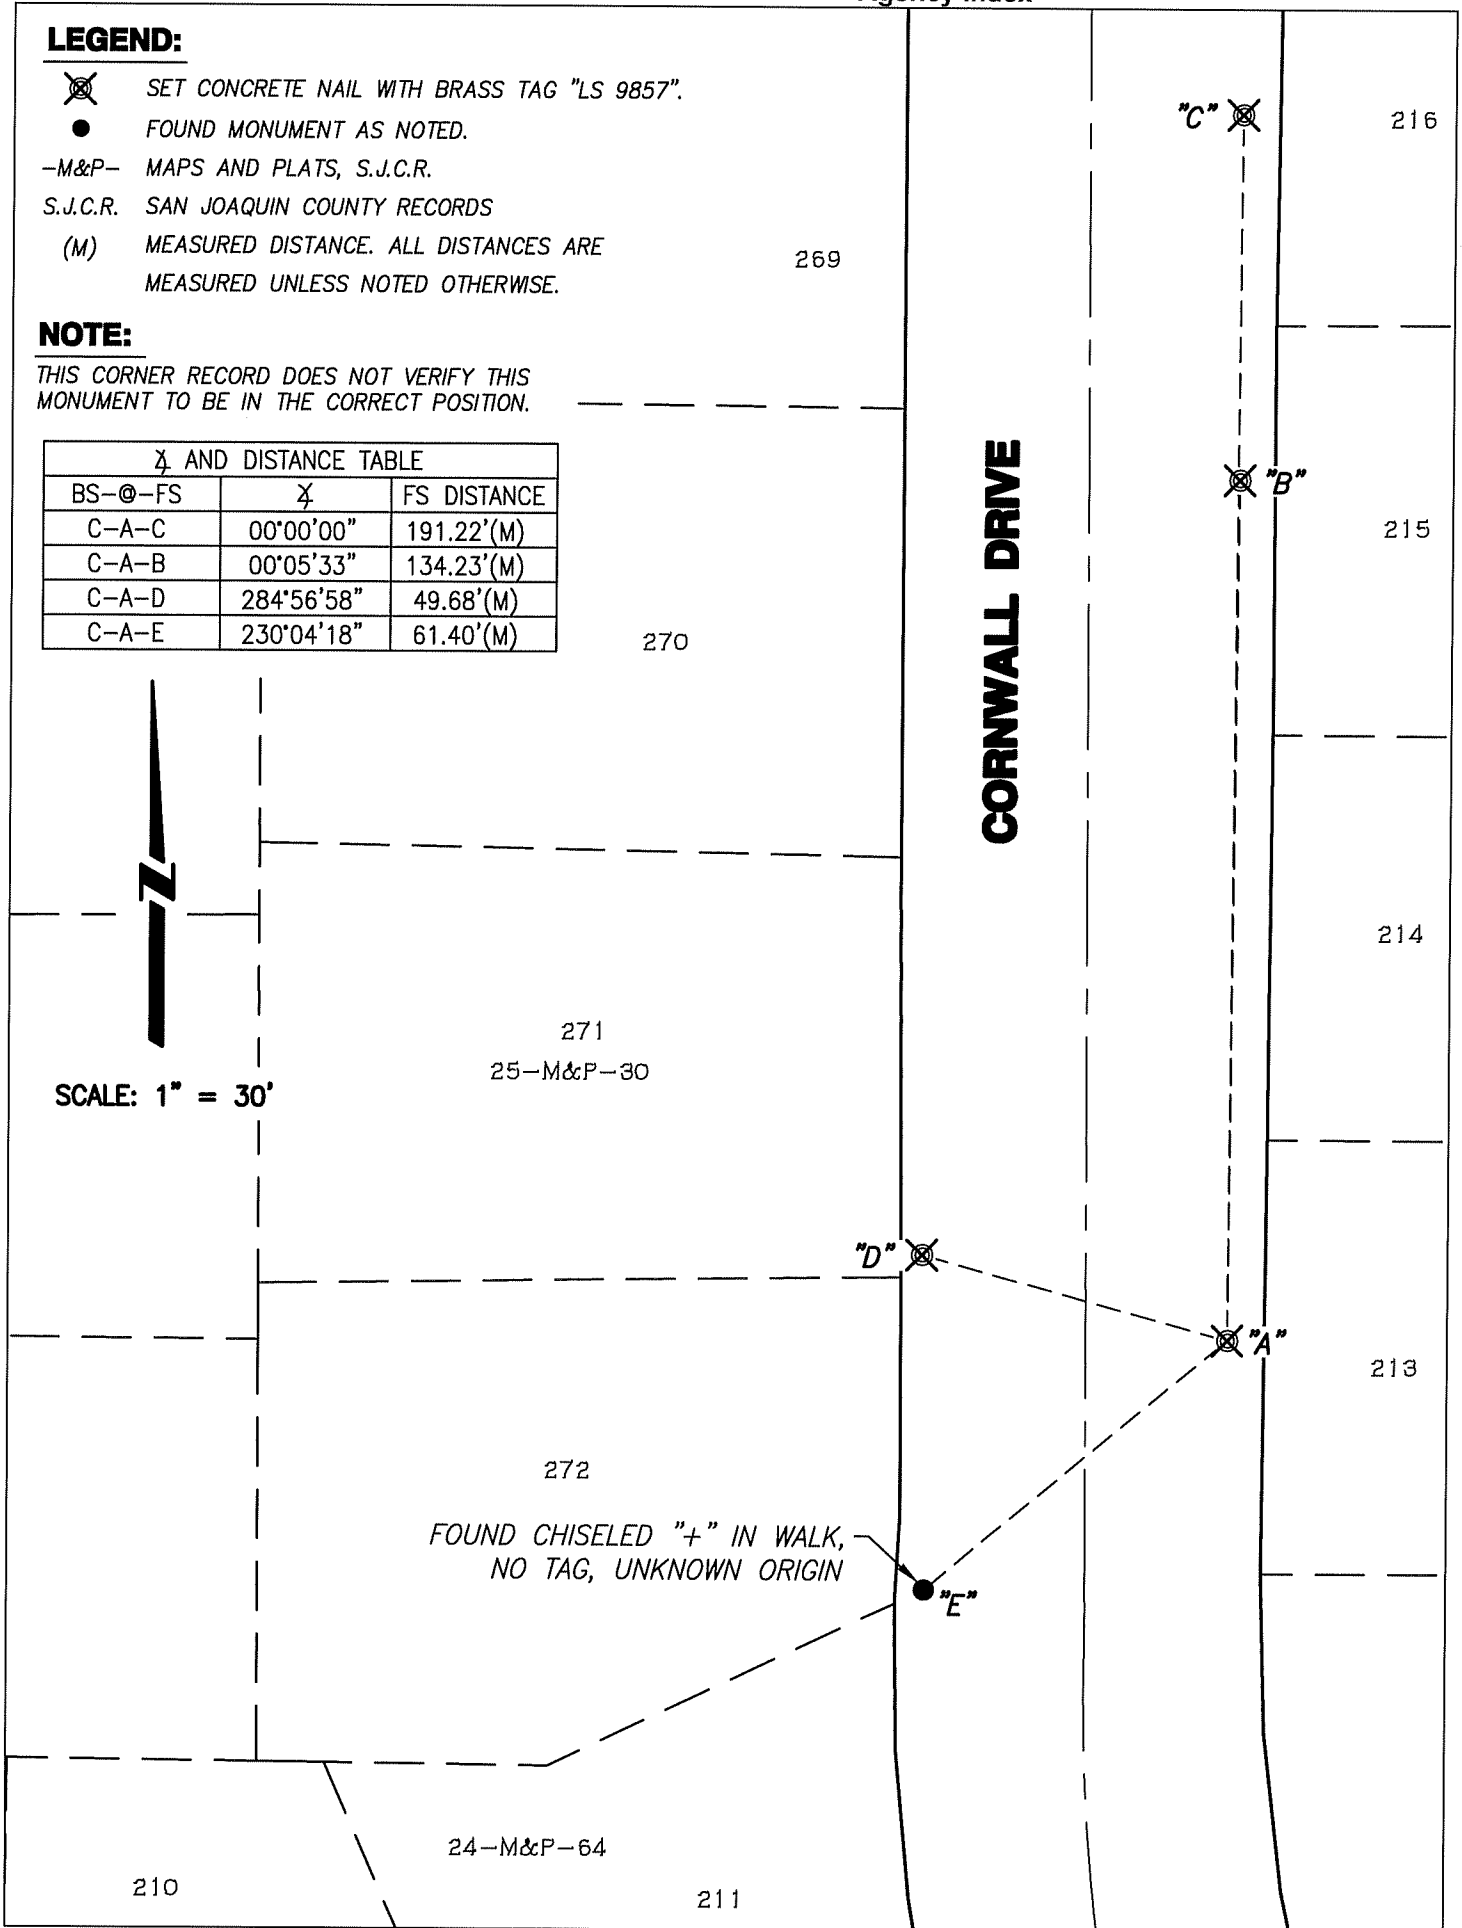 LEGEND:
SET CONCRETE NAIL WITH BRASS TAG "LS 9857".
FOUND MONUMENT AS NOTED.
-M&P- MAPS AND PLATS, S.J.C.R.
S.J.C.R. SAN JOAQUIN COUNTY RECORDS
(M) MEASURED DISTANCE. ALL DISTANCES ARE
MEASURED UNLESS NOTED OTHERWISE.
NOTE:
THIS CORNER RECORD DOES NOT VERIFY THIS
MONUMENT TO BE IN THE CORRECT POSITION.
∡ AND DISTANCE TABLE
BS-@-FS ∡ FS DISTANCE
C-A-C 00°00'00" 191.22'(M)
C-A-B 00°05'33" 134.23'(M)
C-A-D 284°56'58" 49.68'(M)
C-A-E 230°04'18" 61.40'(M)
"C"
216
269
"B"
215
CORNWALL DRIVE
270
N
214
271
25-M&P-30
SCALE: 1" = 30'
"D"
"A"
213
272
FOUND CHISELED "+" IN WALK,
NO TAG, UNKNOWN ORIGIN
"E"
24-M&P-64
210
211